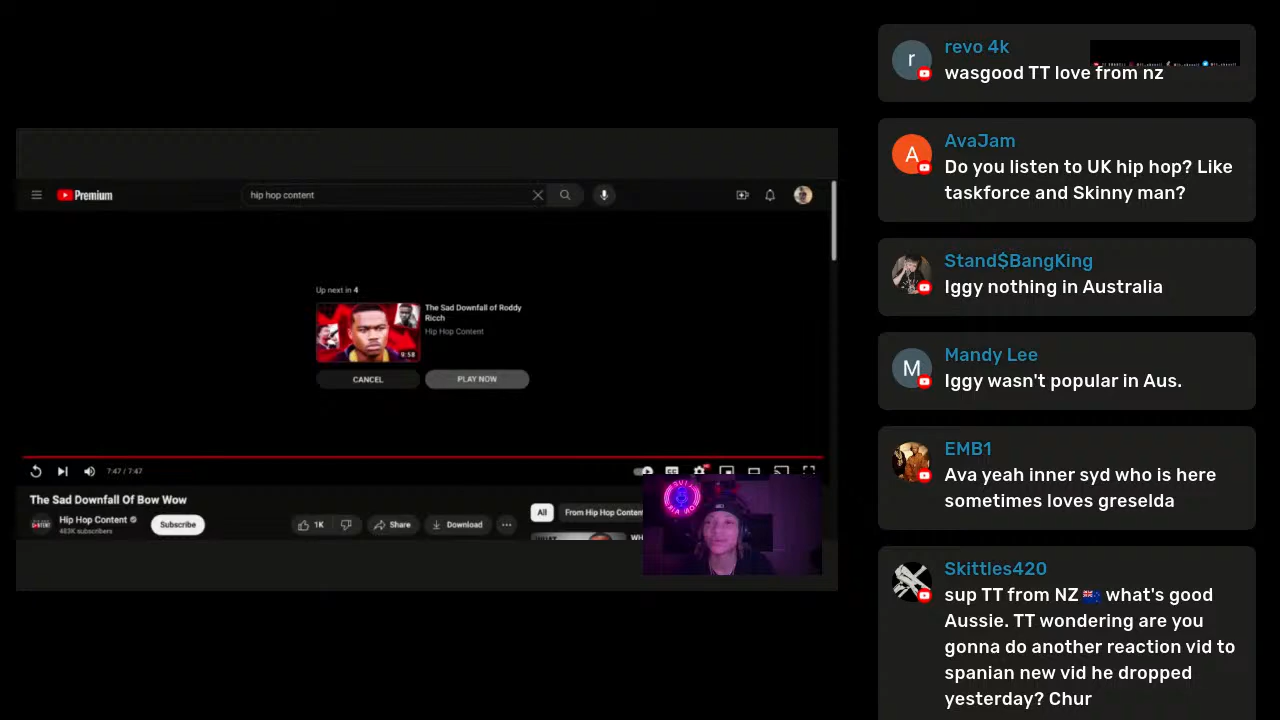 revo 4k
wasgood TT love from nz
AvaJam
Do you listen to UK hip hop? Like
taskforce and Skinny man?
Stand$BangKing
Iggy nothing in Australia
Mandy Lee
Iggy wasn't popular in Aus.
EMB1
Ava yeah inner syd who is here
sometimes loves greselda
Skittles420
sup TT from NZ 🇳🇿 what's good
Aussie. TT wondering are you
gonna do another reaction vid to
spanian new vid he dropped
yesterday? Chur
Premium
hip hop content
Up next in 4
The Sad Downfall of Roddy
Ricch
Hip Hop Content
9:58
CANCEL
PLAY NOW
7:47 / 7:47
The Sad Downfall Of Bow Wow
Hip Hop Content
483K subscribers
Subscribe
1K
Share
Download
All
From Hip Hop Content